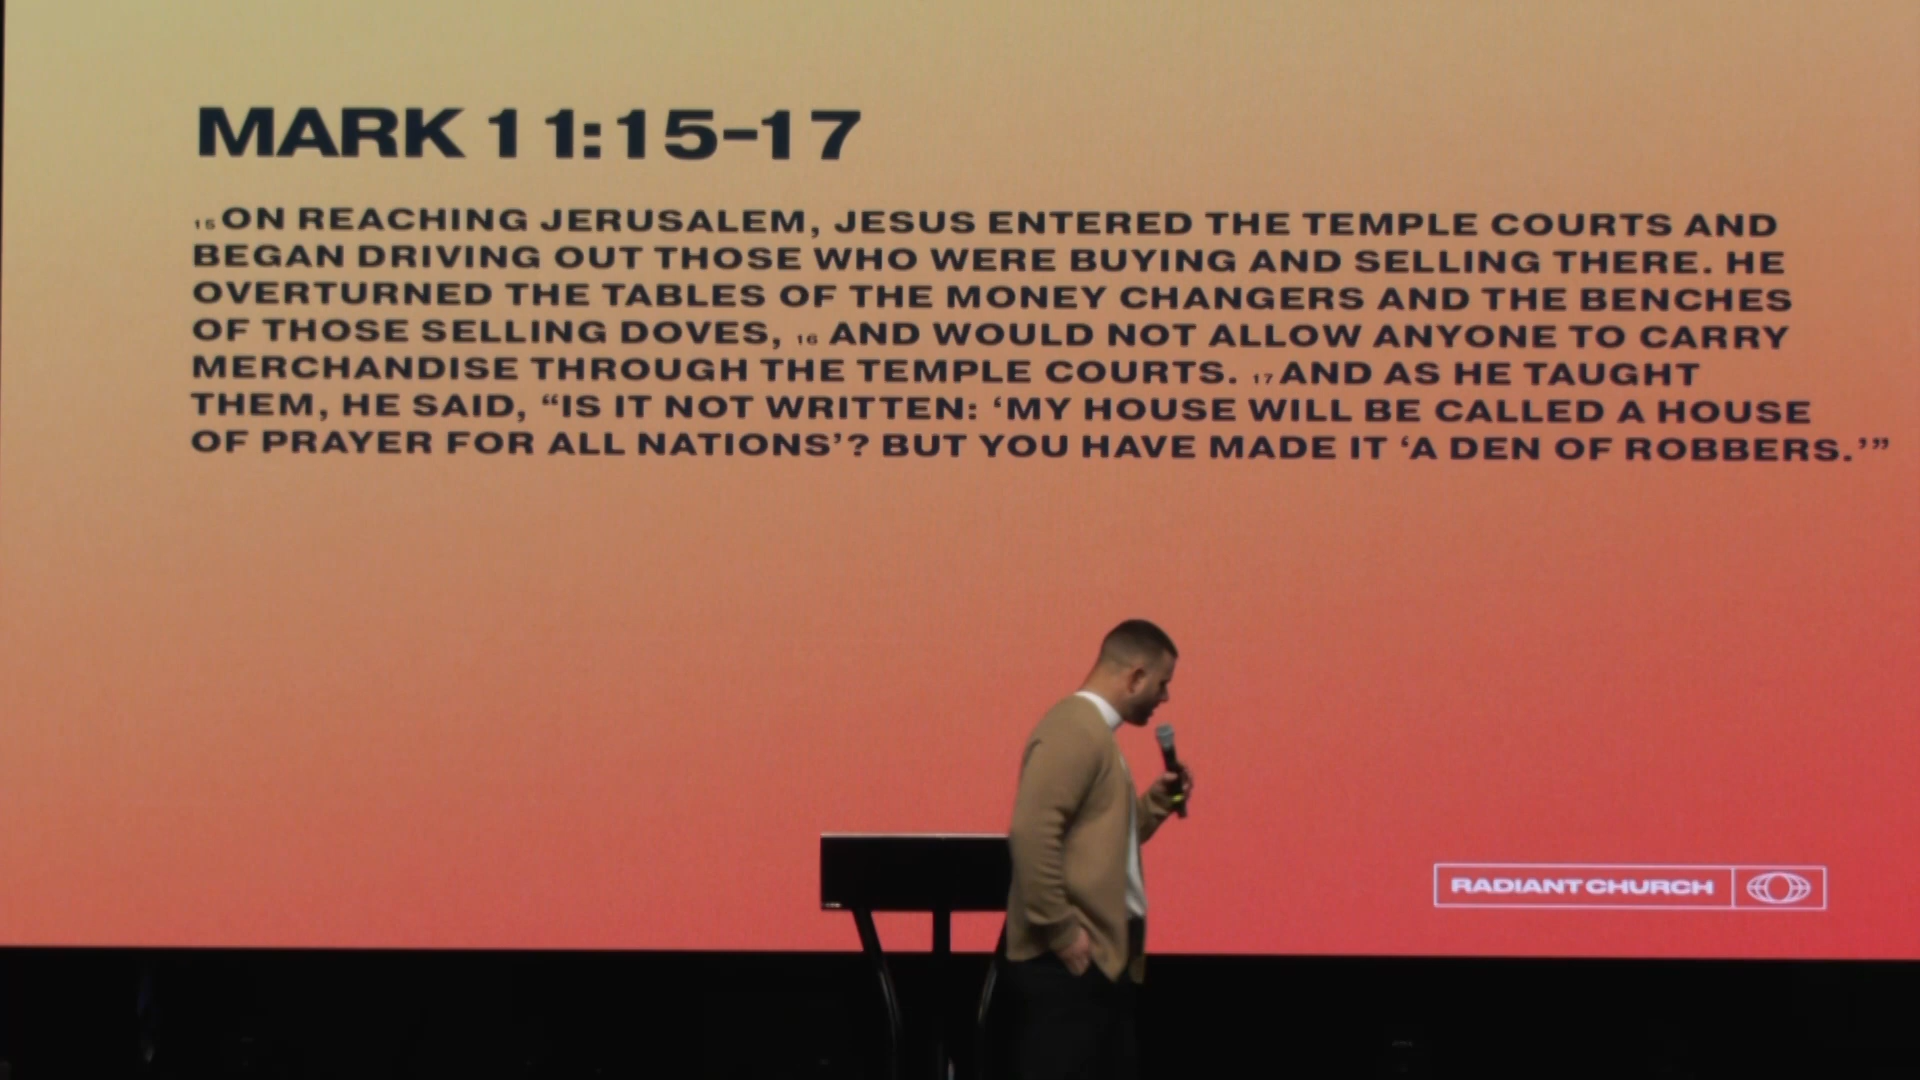 MARK 11:15-17
15 ON REACHING JERUSALEM, JESUS ENTERED THE TEMPLE COURTS AND
BEGAN DRIVING OUT THOSE WHO WERE BUYING AND SELLING THERE. HE
OVERTURNED THE TABLES OF THE MONEY CHANGERS AND THE BENCHES
OF THOSE SELLING DOVES, 16 AND WOULD NOT ALLOW ANYONE TO CARRY
MERCHANDISE THROUGH THE TEMPLE COURTS. 17 AND AS HE TAUGHT
THEM, HE SAID, “IS IT NOT WRITTEN: ‘MY HOUSE WILL BE CALLED A HOUSE
OF PRAYER FOR ALL NATIONS’? BUT YOU HAVE MADE IT ‘A DEN OF ROBBERS.’”
RADIANT CHURCH